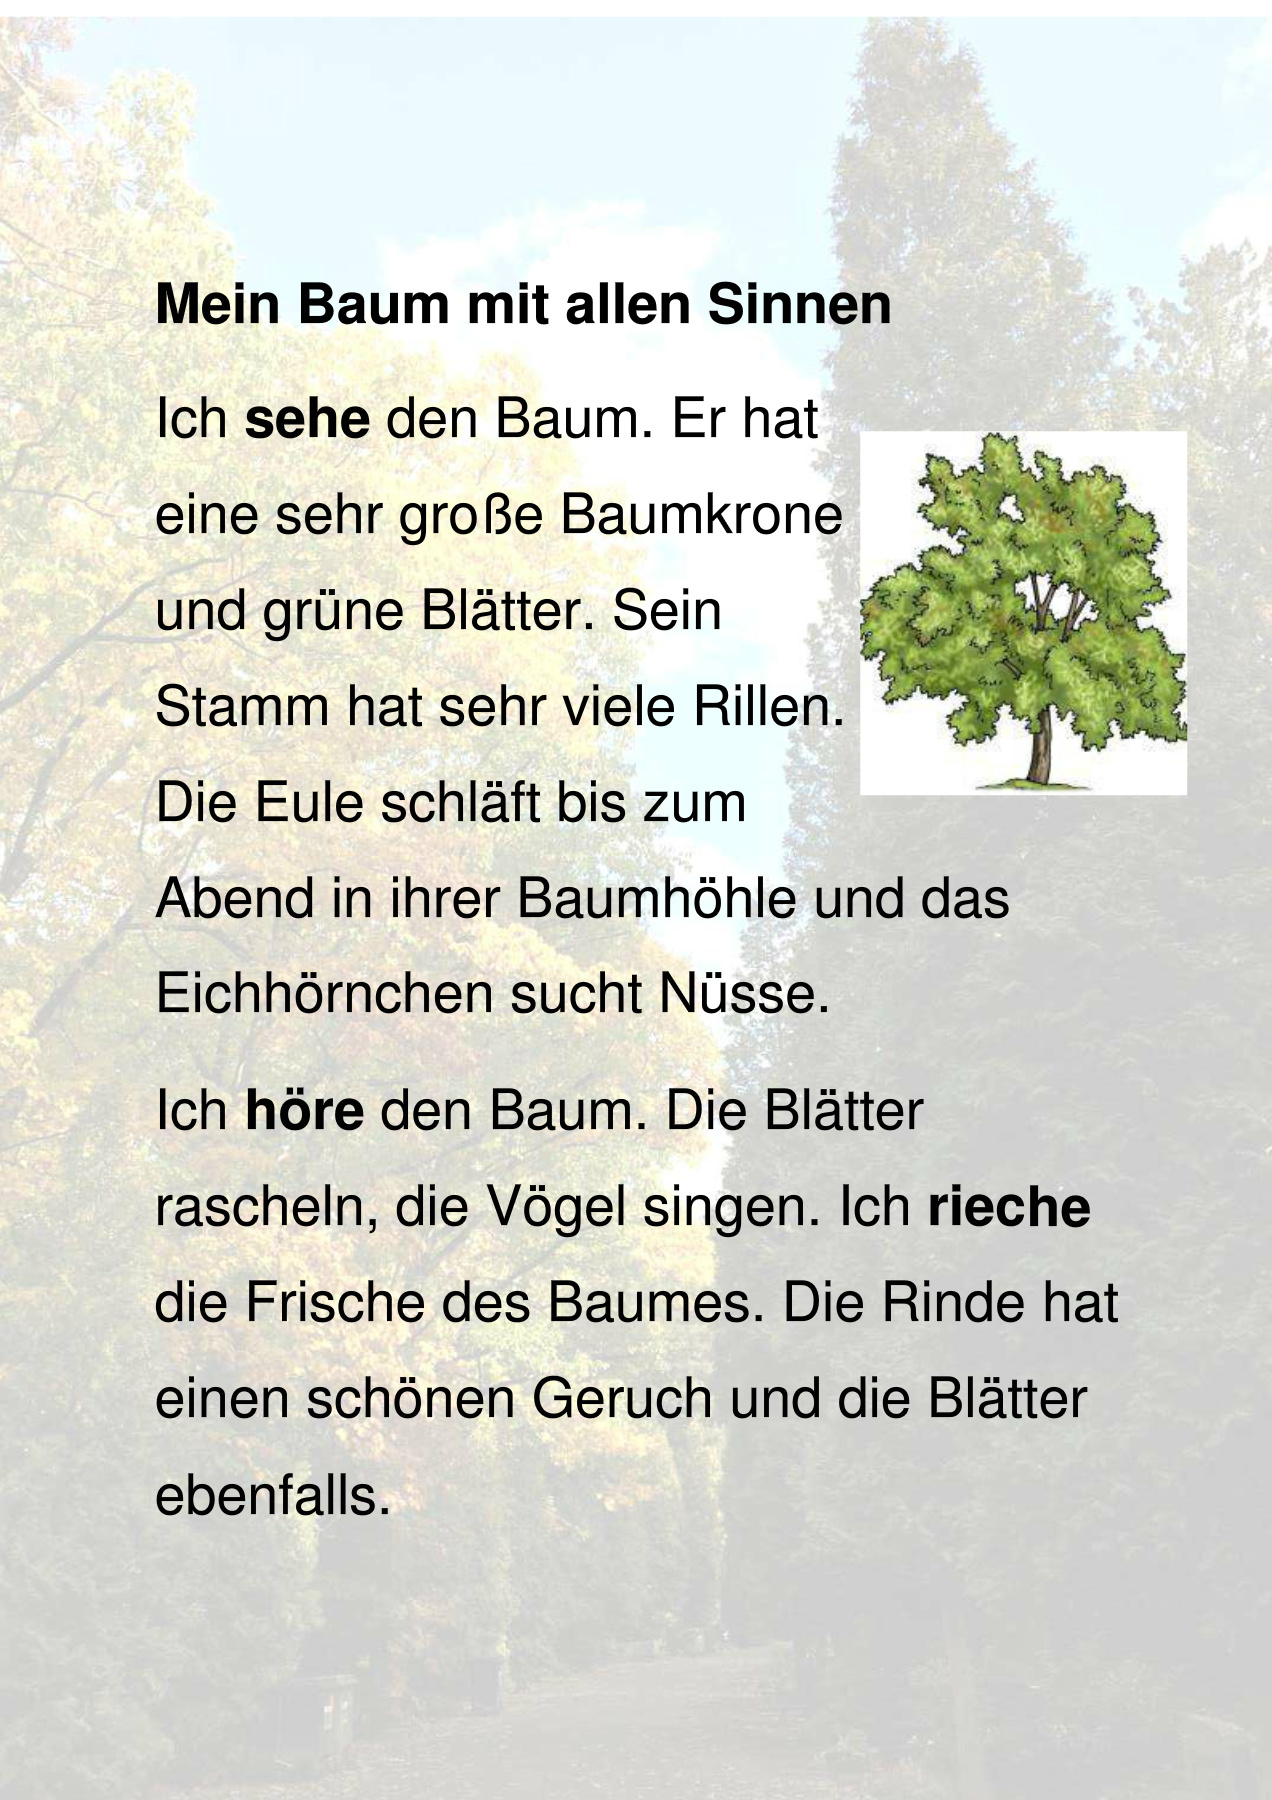 Mein Baum mit allen Sinnen
Ich sehe den Baum. Er hat
eine sehr große Baumkrone
und grüne Blätter. Sein
Stamm hat sehr viele Rillen.
Die Eule schläft bis zum
Abend in ihrer Baumhöhle und das
Eichhörnchen sucht Nüsse.
Ich höre den Baum. Die Blätter
rascheln, die Vögel singen. Ich rieche
die Frische des Baumes. Die Rinde hat
einen schönen Geruch und die Blätter
ebenfalls.